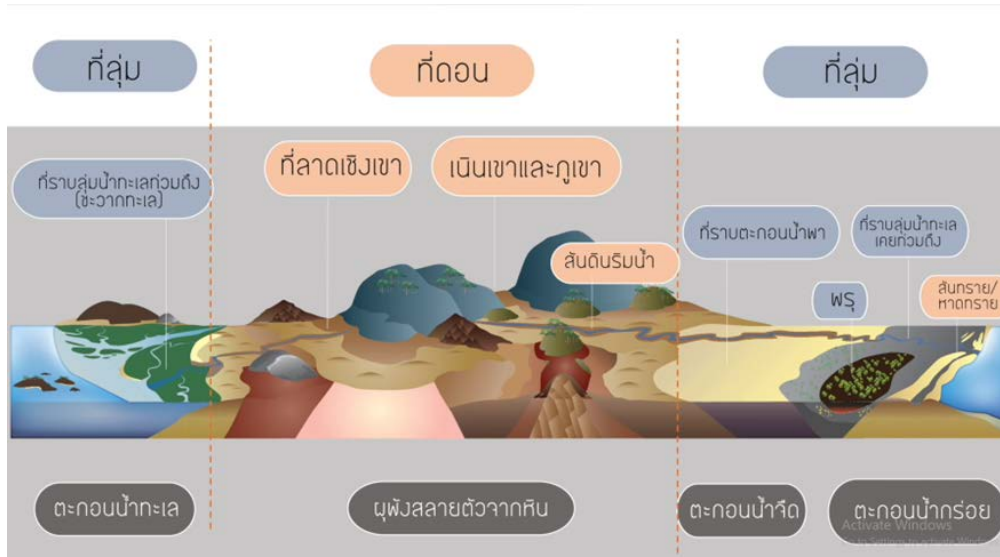 ที่ลุ่ม
ที่ดอน
ที่ลุ่ม
ที่ราบลุ่มน้ำทะเลท่วมถึง
(ชะวากทะเล)
ที่ลาดเชิงเขา
เนินเขาและภูเขา
สันดินริมน้ำ
ที่ราบตะกอนน้ำพา
ที่ราบลุ่มน้ำทะเล
เคยท่วมถึง
พรุ
สันทราย/
หาดทราย
ตะกอนน้ำทะเล
ผุพังสลายตัวจากหิน
ตะกอนน้ำจืด
ตะกอนน้ำกร่อย
Activate Windows
Go to Settings to activate Windows